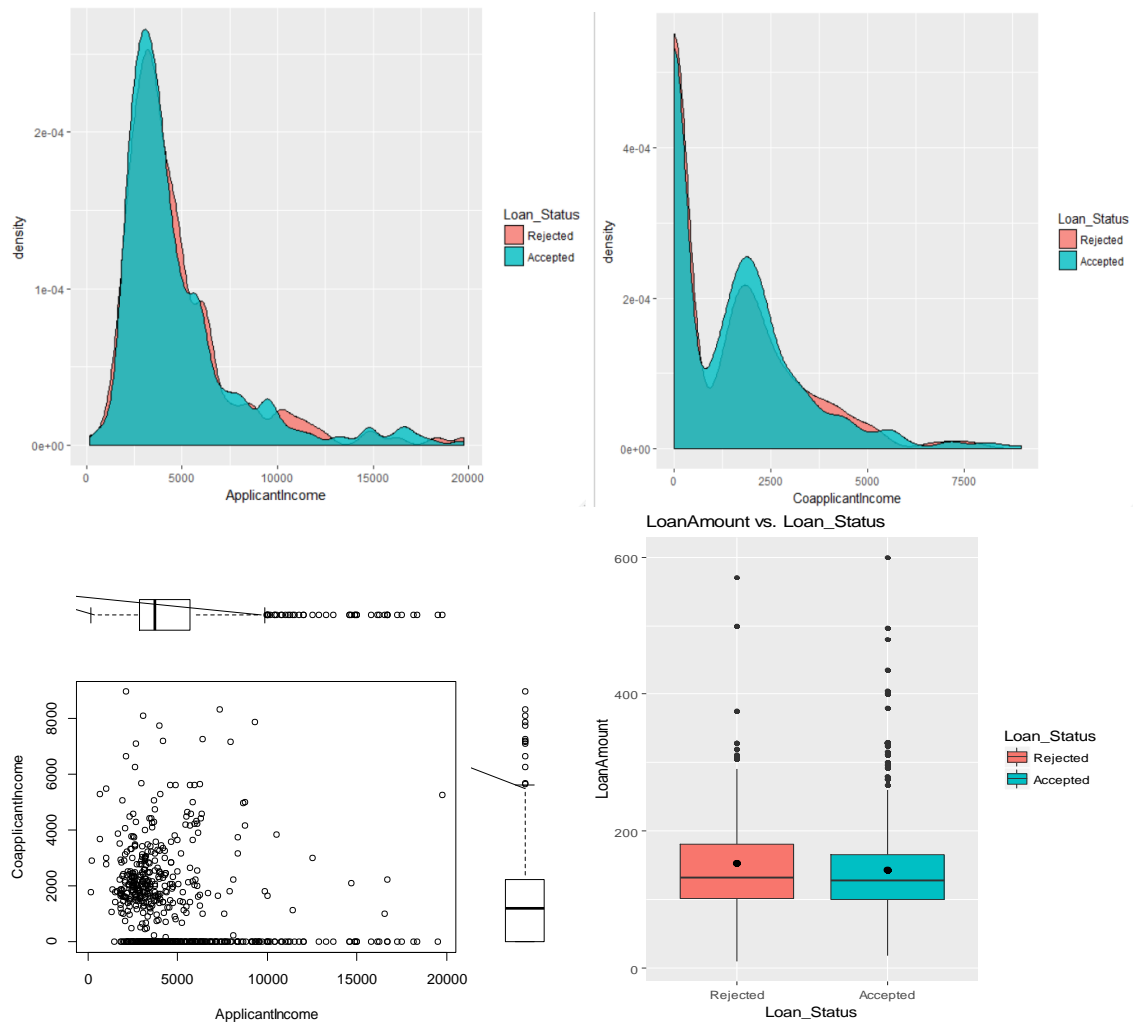 density
2e-04
1e-04
0e+00
0 5000 10000 15000 20000
ApplicantIncome
Loan_Status
Rejected
Accepted
density
4e-04
2e-04
0e+00
0 2500 5000 7500
CoapplicantIncome
Loan_Status
Rejected
Accepted
CoapplicantIncome
8000
6000
4000
2000
0
0 5000 10000 15000 20000
ApplicantIncome
LoanAmount vs. Loan_Status
LoanAmount
600
400
200
0
Rejected Accepted
Loan_Status
Loan_Status
Rejected
Accepted